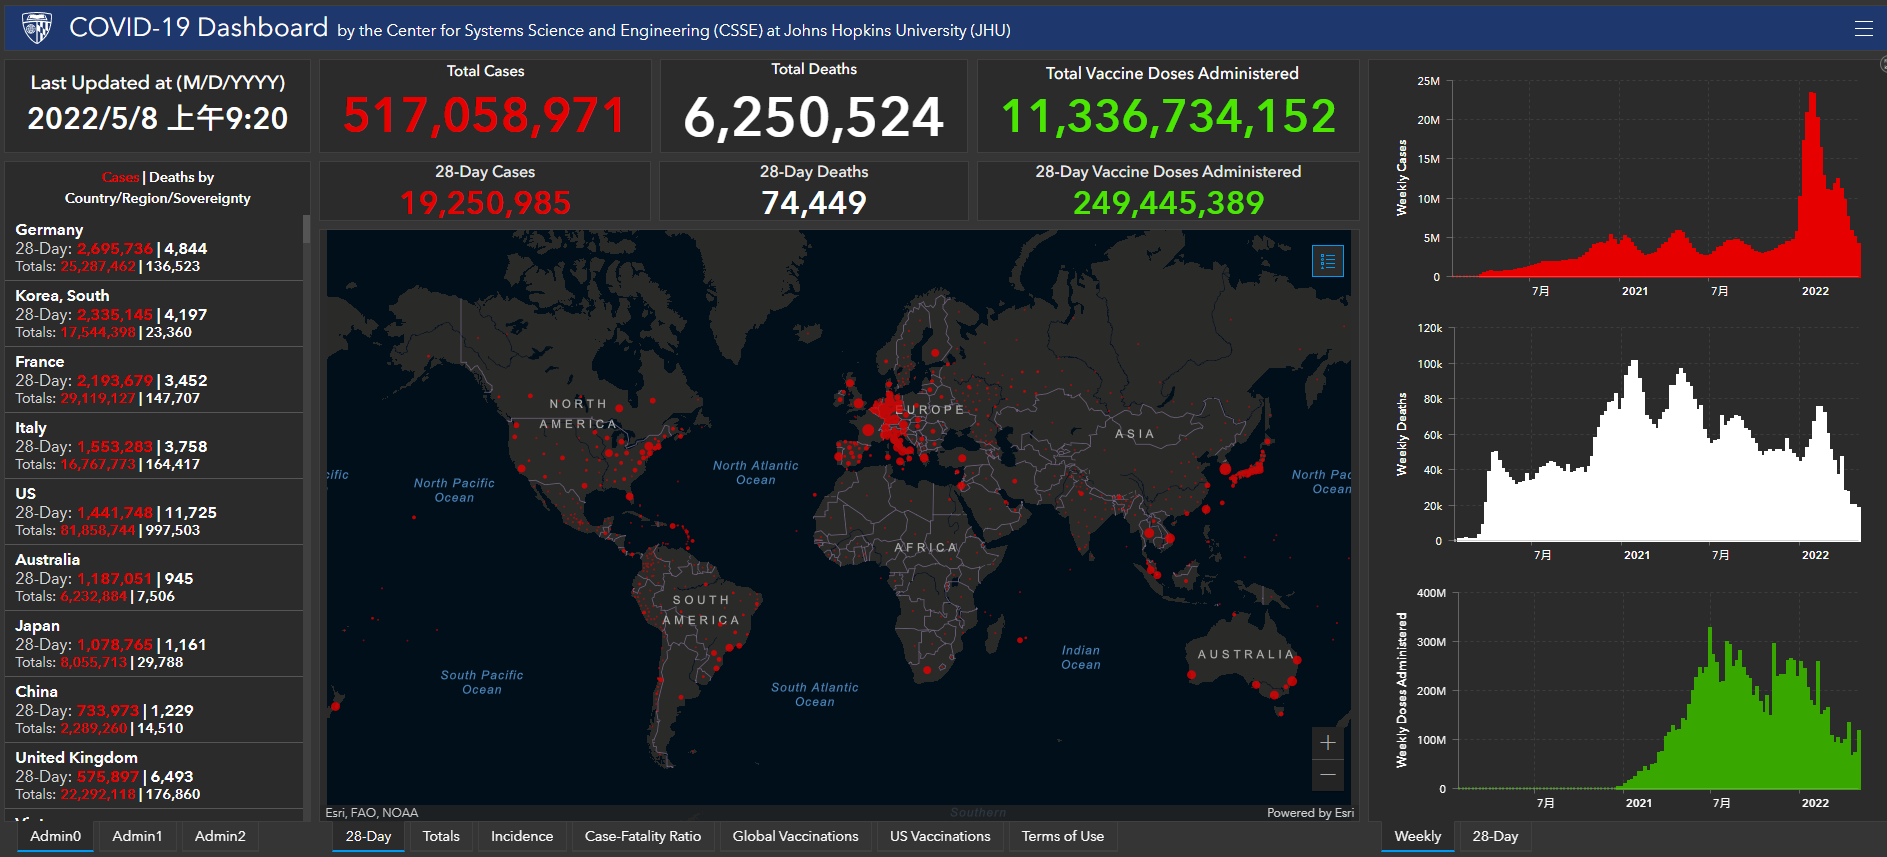 COVID-19 Dashboard by the Center for Systems Science and Engineering (CSSE) at Johns Hopkins University (JHU)
Last Updated at (M/D/YYYY)
2022/5/8 上午9:20
Total Cases
517,058,971
Total Deaths
6,250,524
Total Vaccine Doses Administered
11,336,734,152
28-Day Cases
19,250,985
28-Day Deaths
74,449
28-Day Vaccine Doses Administered
249,445,389
Cases | Deaths by
Country/Region/Sovereignty
Germany
28-Day: 2,695,736 | 4,844
Totals: 25,287,462 | 136,523
Korea, South
28-Day: 2,335,145 | 4,197
Totals: 17,544,398 | 23,360
France
28-Day: 2,193,679 | 3,452
Totals: 29,119,127 | 147,707
Italy
28-Day: 1,553,283 | 3,758
Totals: 16,767,773 | 164,417
US
28-Day: 1,441,748 | 11,725
Totals: 81,858,744 | 997,503
Australia
28-Day: 1,187,051 | 945
Totals: 6,232,884 | 7,506
Japan
28-Day: 1,078,765 | 1,161
Totals: 8,055,713 | 29,788
China
28-Day: 733,973 | 1,229
Totals: 2,289,260 | 14,510
United Kingdom
28-Day: 575,897 | 6,493
Totals: 22,292,118 | 176,860
Admin0 Admin1 Admin2
NORTH
AMERICA
EUROPE
ASIA
North Atlantic
Ocean
cific
North Pacific
Ocean
North Pac
Ocean
AFRICA
SOUTH
AMERICA
Indian
Ocean
AUSTRALIA
South Pacific
Ocean
South Atlantic
Ocean
Southern
+
−
Esri, FAO, NOAA
Powered by Esri
28-Day Totals Incidence Case-Fatality Ratio Global Vaccinations US Vaccinations Terms of Use
Weekly Cases
25M
20M
15M
10M
5M
0
7月 2021 7月 2022
Weekly Deaths
120k
100k
80k
60k
40k
20k
0
7月 2021 7月 2022
Weekly Doses Administered
400M
300M
200M
100M
0
7月 2021 7月 2022
Weekly 28-Day